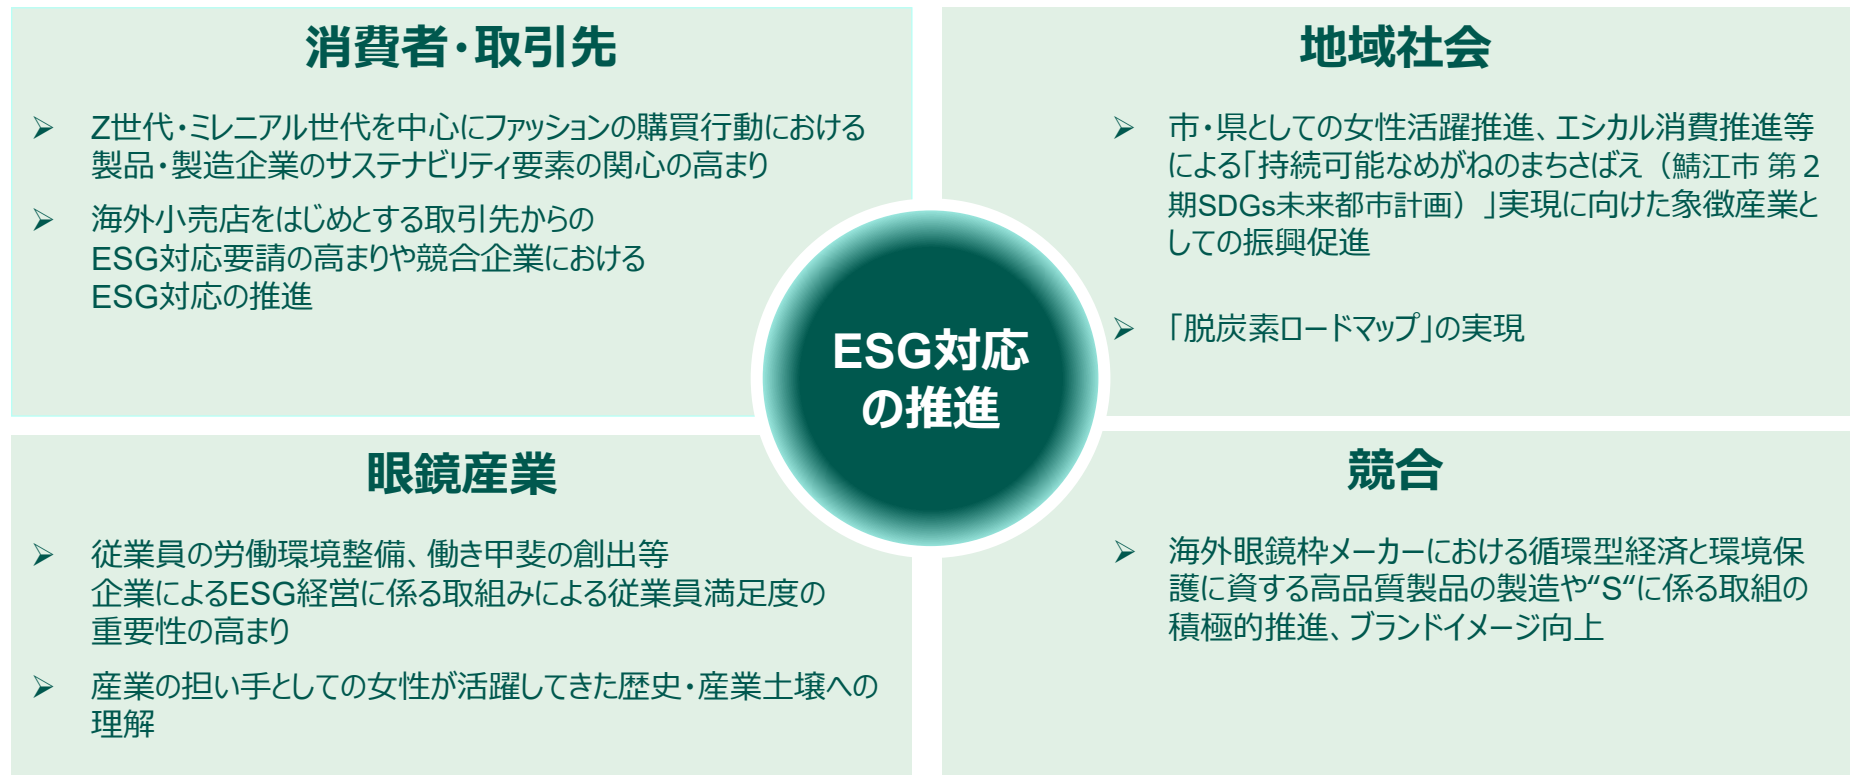 消費者・取引先
➢ Z世代・ミレニアル世代を中心にファッションの購買行動における
製品・製造企業のサステナビリティ要素の関心の高まり
➢ 海外小売店をはじめとする取引先からの
ESG対応要請の高まりや競合企業における
ESG対応の推進
地域社会
➢ 市・県としての女性活躍推進、エシカル消費推進等
による「持続可能なめがねのまちさばえ（鯖江市 第２
期SDGs未来都市計画）」実現に向けた象徴産業と
しての振興促進
➢ 「脱炭素ロードマップ」の実現
ESG対応
の推進
眼鏡産業
➢ 従業員の労働環境整備、働き甲斐の創出等
企業によるESG経営に係る取組みによる従業員満足度の
重要性の高まり
➢ 産業の担い手としての女性が活躍してきた歴史・産業土壌への
理解
競合
➢ 海外眼鏡枠メーカーにおける循環型経済と環境保
護に資する高品質製品の製造や“S“に係る取組の
積極的推進、ブランドイメージ向上